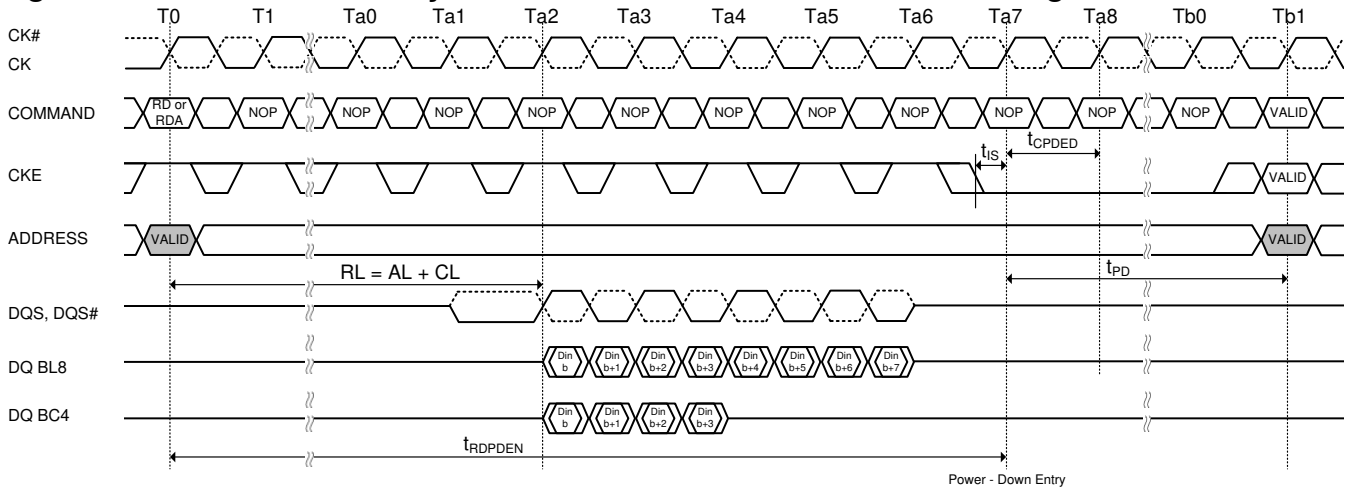 T0 T1 Ta0 Ta1 Ta2 Ta3 Ta4 Ta5 Ta6 Ta7 Ta8 Tb0 Tb1
CK#
CK
COMMAND RD or RDA NOP NOP NOP NOP NOP NOP NOP NOP NOP NOP NOP VALID
tIS tCPDED
CKE VALID
ADDRESS VALID VALID
RL = AL + CL tPD
DQS, DQS#
DQ BL8 Din b Din b+1 Din b+2 Din b+3 Din b+4 Din b+5 Din b+6 Din b+7
DQ BC4 Din b Din b+1 Din b+2 Din b+3
tRDPDEN
Power - Down Entry